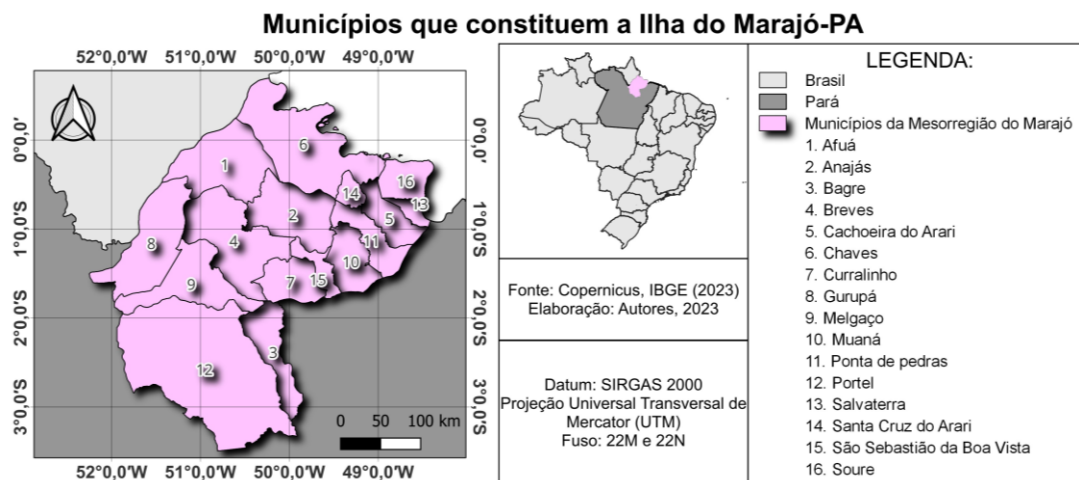 Municípios que constituem a Ilha do Marajó-PA
52°0,0'W 51°0,0'W 50°0,0'W 49°0,0'W
0°0,0'
1°0,0'S
2°0,0'S
3°0,0'S
0°0,0'
1°0,0'S
2°0,0'S
3°0,0'S
6
1
16
14
13
2
5
8
4
11
10
9
7
15
3
12
0 50 100 km
52°0,0'W 51°0,0'W 50°0,0'W 49°0,0'W
Fonte: Copernicus, IBGE (2023)
Elaboração: Autores, 2023
Datum: SIRGAS 2000
Projeção Universal Transversal de
Mercator (UTM)
Fuso: 22M e 22N
LEGENDA:
Brasil
Pará
Municípios da Mesorregião do Marajó
1. Afuá
2. Anajás
3. Bagre
4. Breves
5. Cachoeira do Arari
6. Chaves
7. Curralinho
8. Gurupá
9. Melgaço
10. Muaná
11. Ponta de pedras
12. Portel
13. Salvaterra
14. Santa Cruz do Arari
15. São Sebastião da Boa Vista
16. Soure